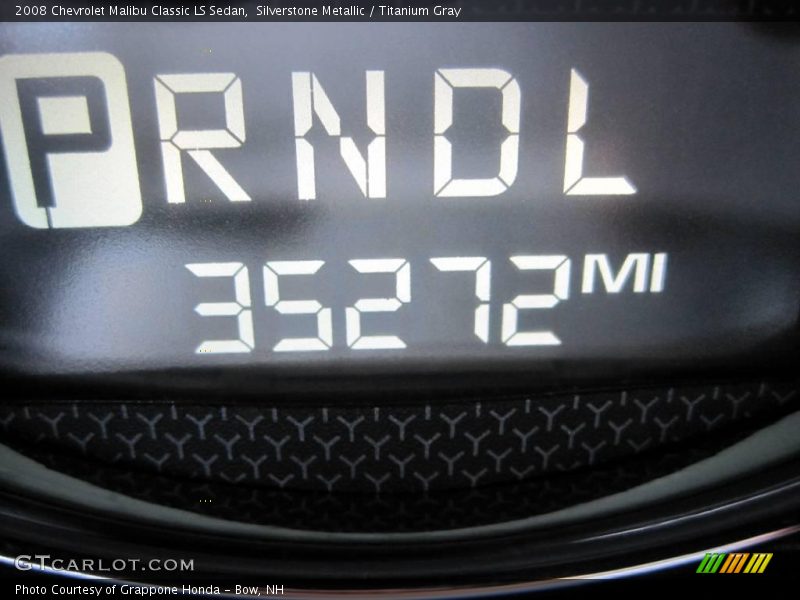 2008 Chevrolet Malibu Classic LS Sedan, Silverstone Metallic / Titanium Gray
PRNDL
35272 MI
GTCARLOT.COM
Photo Courtesy of Grappone Honda - Bow, NH